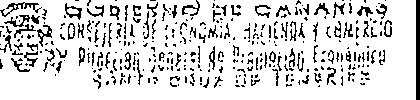 GOBIERNO DE CANARIAS
CONSEJERIA DE ECONOMIA, HACIENDA Y COMERCIO
Dirección General de Promoción Económica
SANTA CRUZ DE TENERIFE